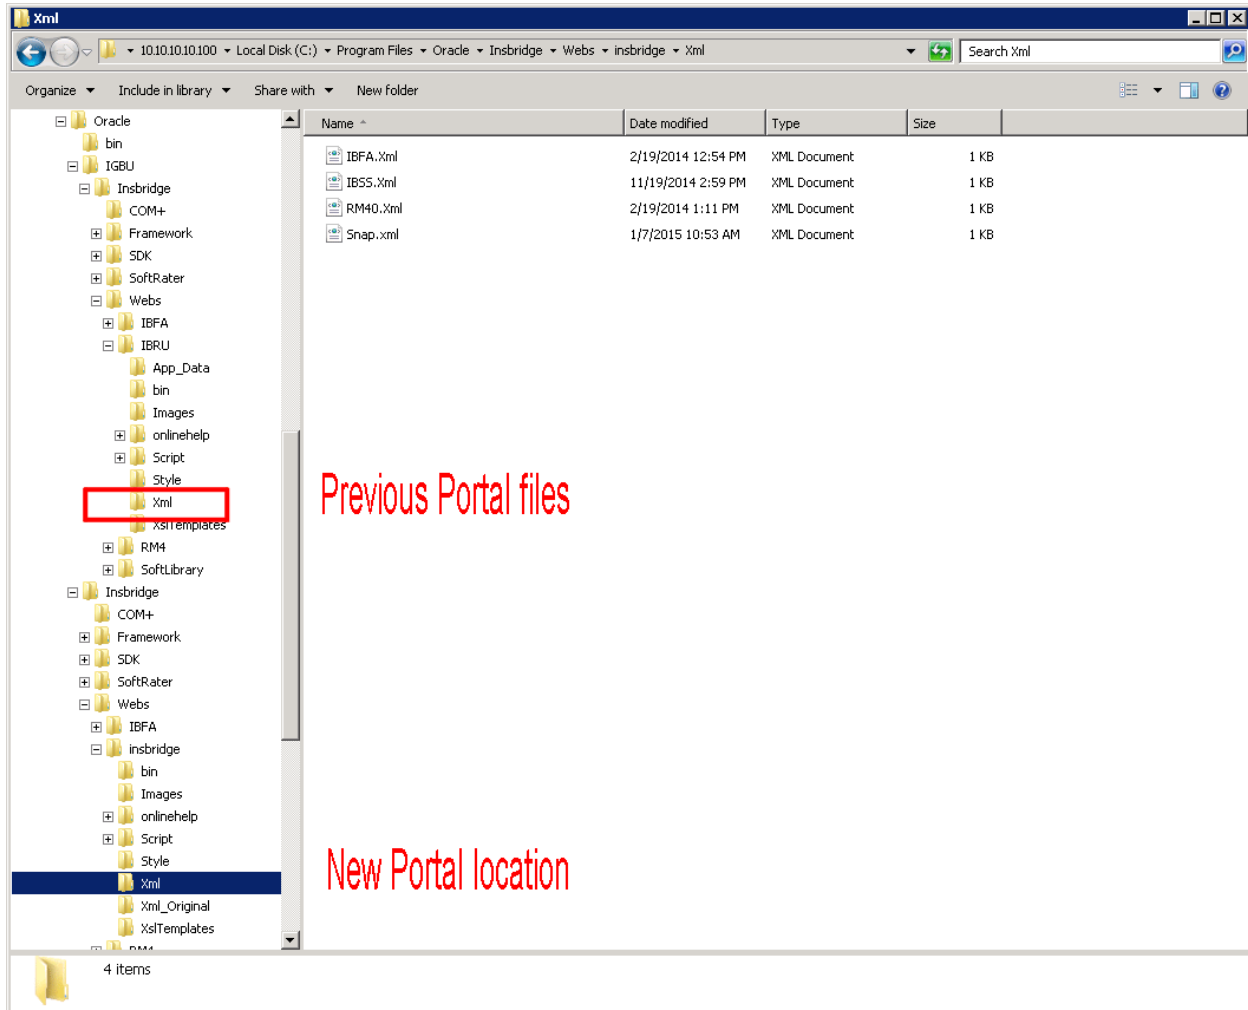 Xml
10.10.10.10.100 Local Disk (C:) Program Files Oracle Insbridge Webs insbridge Xml
Search Xml
Organize Include in library Share with New folder
Oracle
bin
IGBU
Insbridge
COM+
Framework
SDK
SoftRater
Webs
IBFA
IBRU
App_Data
bin
Images
onlinehelp
Script
Style
Xml
XslTemplates
RM4
SoftLibrary
Insbridge
COM+
Framework
SDK
SoftRater
Webs
IBFA
insbridge
bin
Images
onlinehelp
Script
Style
Xml
Xml_Original
XslTemplates
RM4
Name Date modified Type Size
IBFA.Xml 2/19/2014 12:54 PM XML Document 1 KB
IBSS.Xml 11/19/2014 2:59 PM XML Document 1 KB
RM40.Xml 2/19/2014 1:11 PM XML Document 1 KB
Snap.xml 1/7/2015 10:53 AM XML Document 1 KB
Previous Portal files
New Portal location
4 items